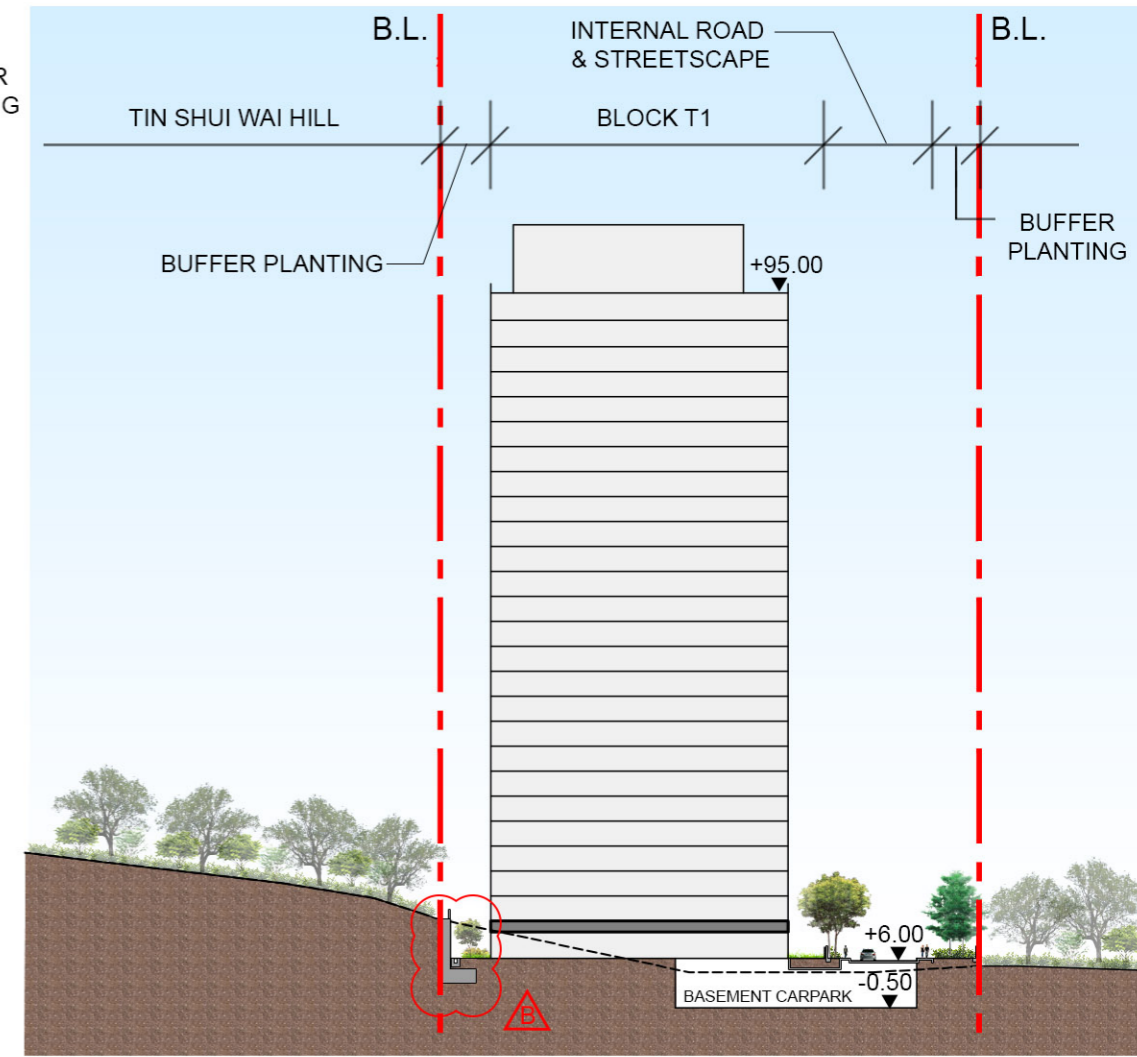 B.L.
INTERNAL ROAD
& STREETSCAPE
B.L.
R
G
TIN SHUI WAI HILL
BLOCK T1
BUFFER PLANTING
BUFFER
PLANTING
+95.00
+6.00
-0.50
BASEMENT CARPARK
B